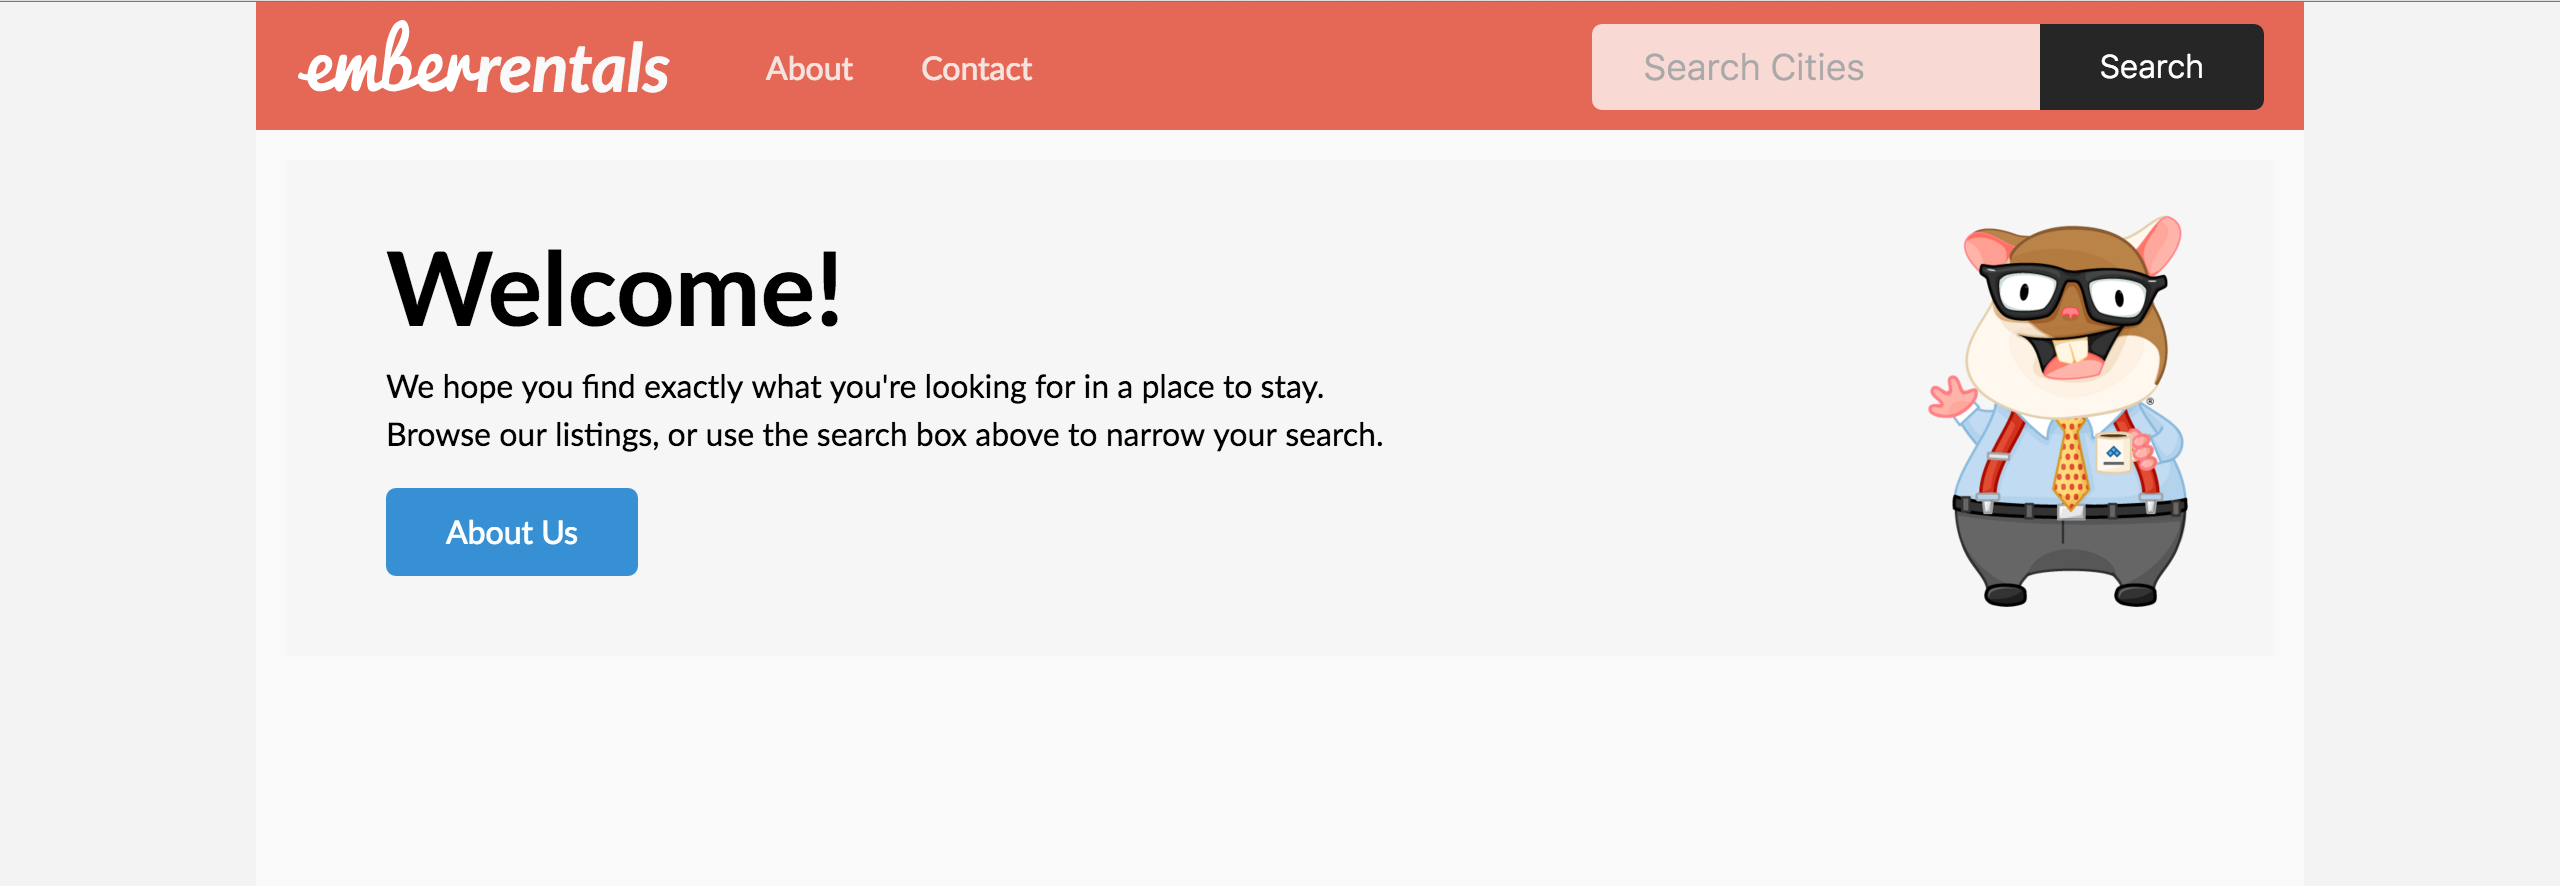 emberrentals
About
Contact
Search Cities
Search
Welcome!
We hope you find exactly what you're looking for in a place to stay.
Browse our listings, or use the search box above to narrow your search.
®
About Us